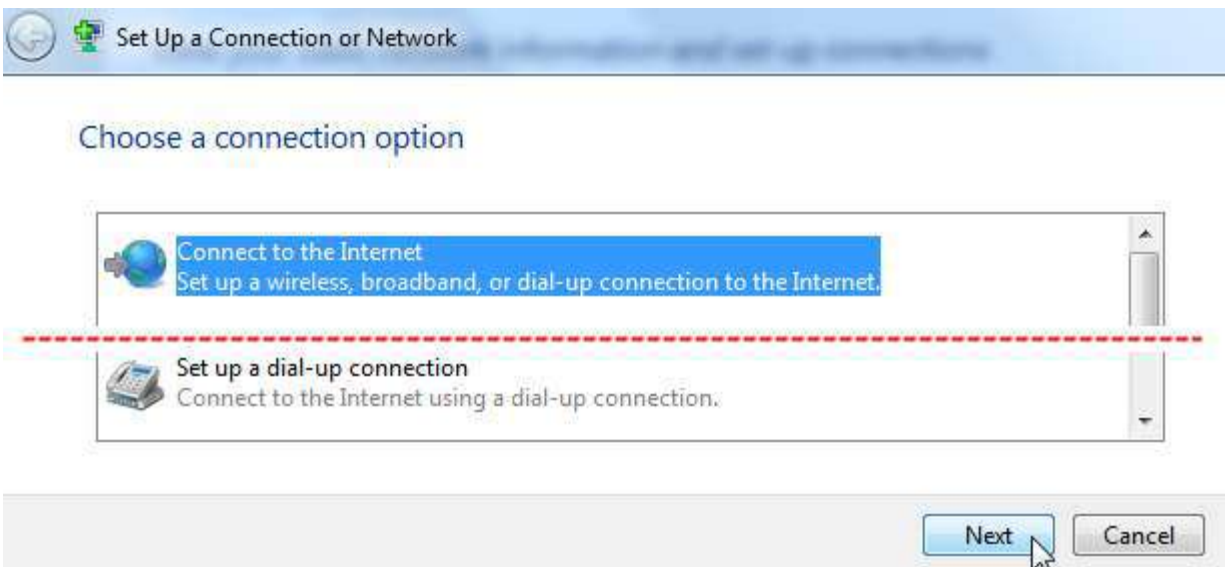 Set Up a Connection or Network
Choose a connection option
Connect to the Internet
Set up a wireless, broadband, or dial-up connection to the Internet.
Set up a dial-up connection
Connect to the Internet using a dial-up connection.
Next
Cancel